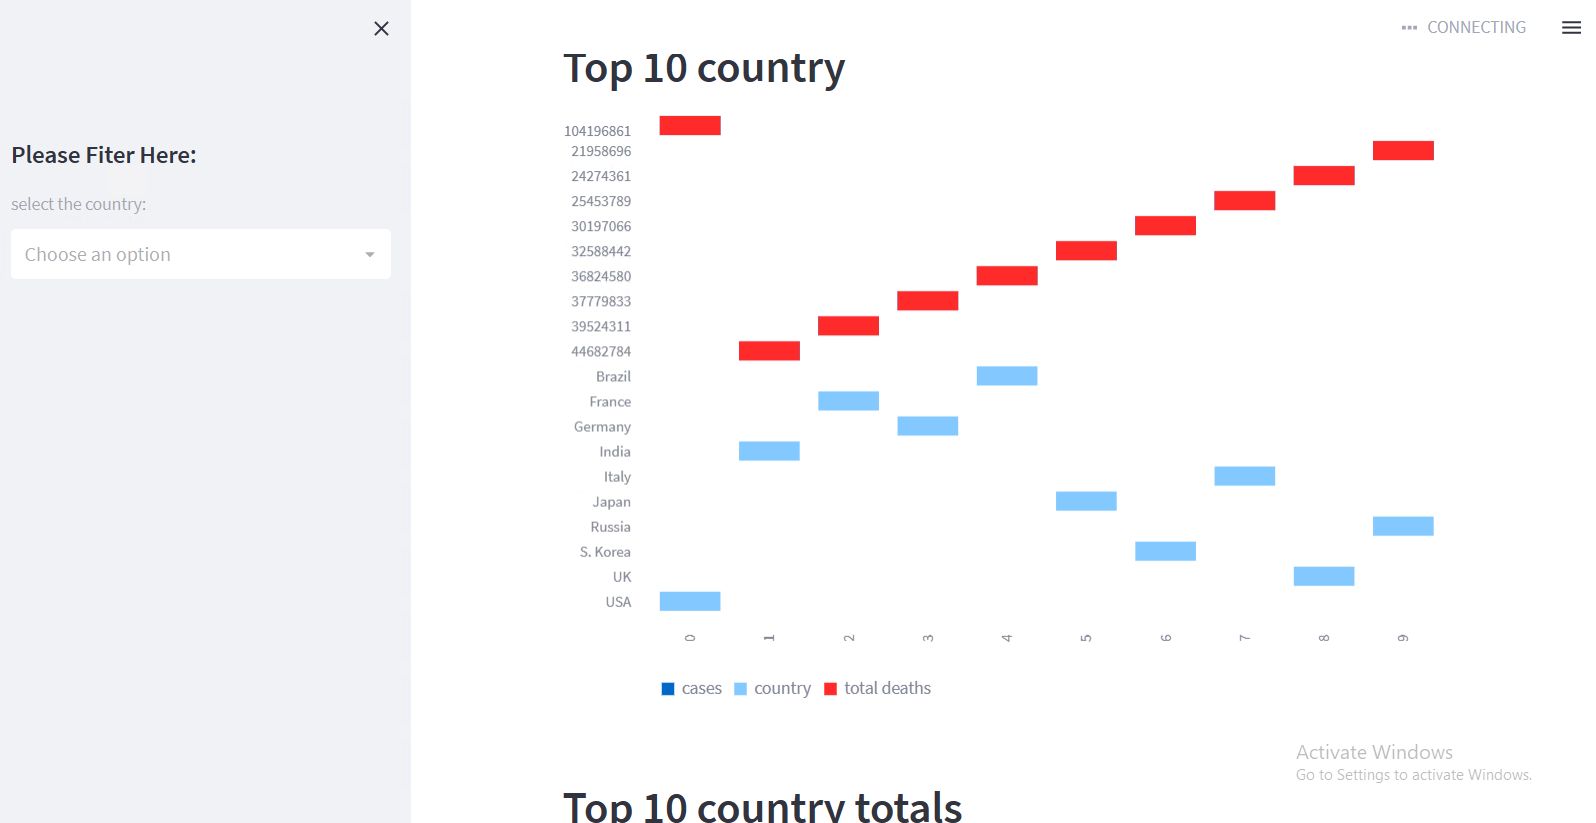 CONNECTING
Top 10 country
Please Fiter Here:
select the country:
Choose an option
104196861
21958696
24274361
25453789
30197066
32588442
36824580
37779833
39524311
44682784
Brazil
France
Germany
India
Italy
Japan
Russia
S. Korea
UK
USA
0 1 2 3 4 5 6 7 8 9
cases country total deaths
Activate Windows
Go to Settings to activate Windows.
Top 10 country totals